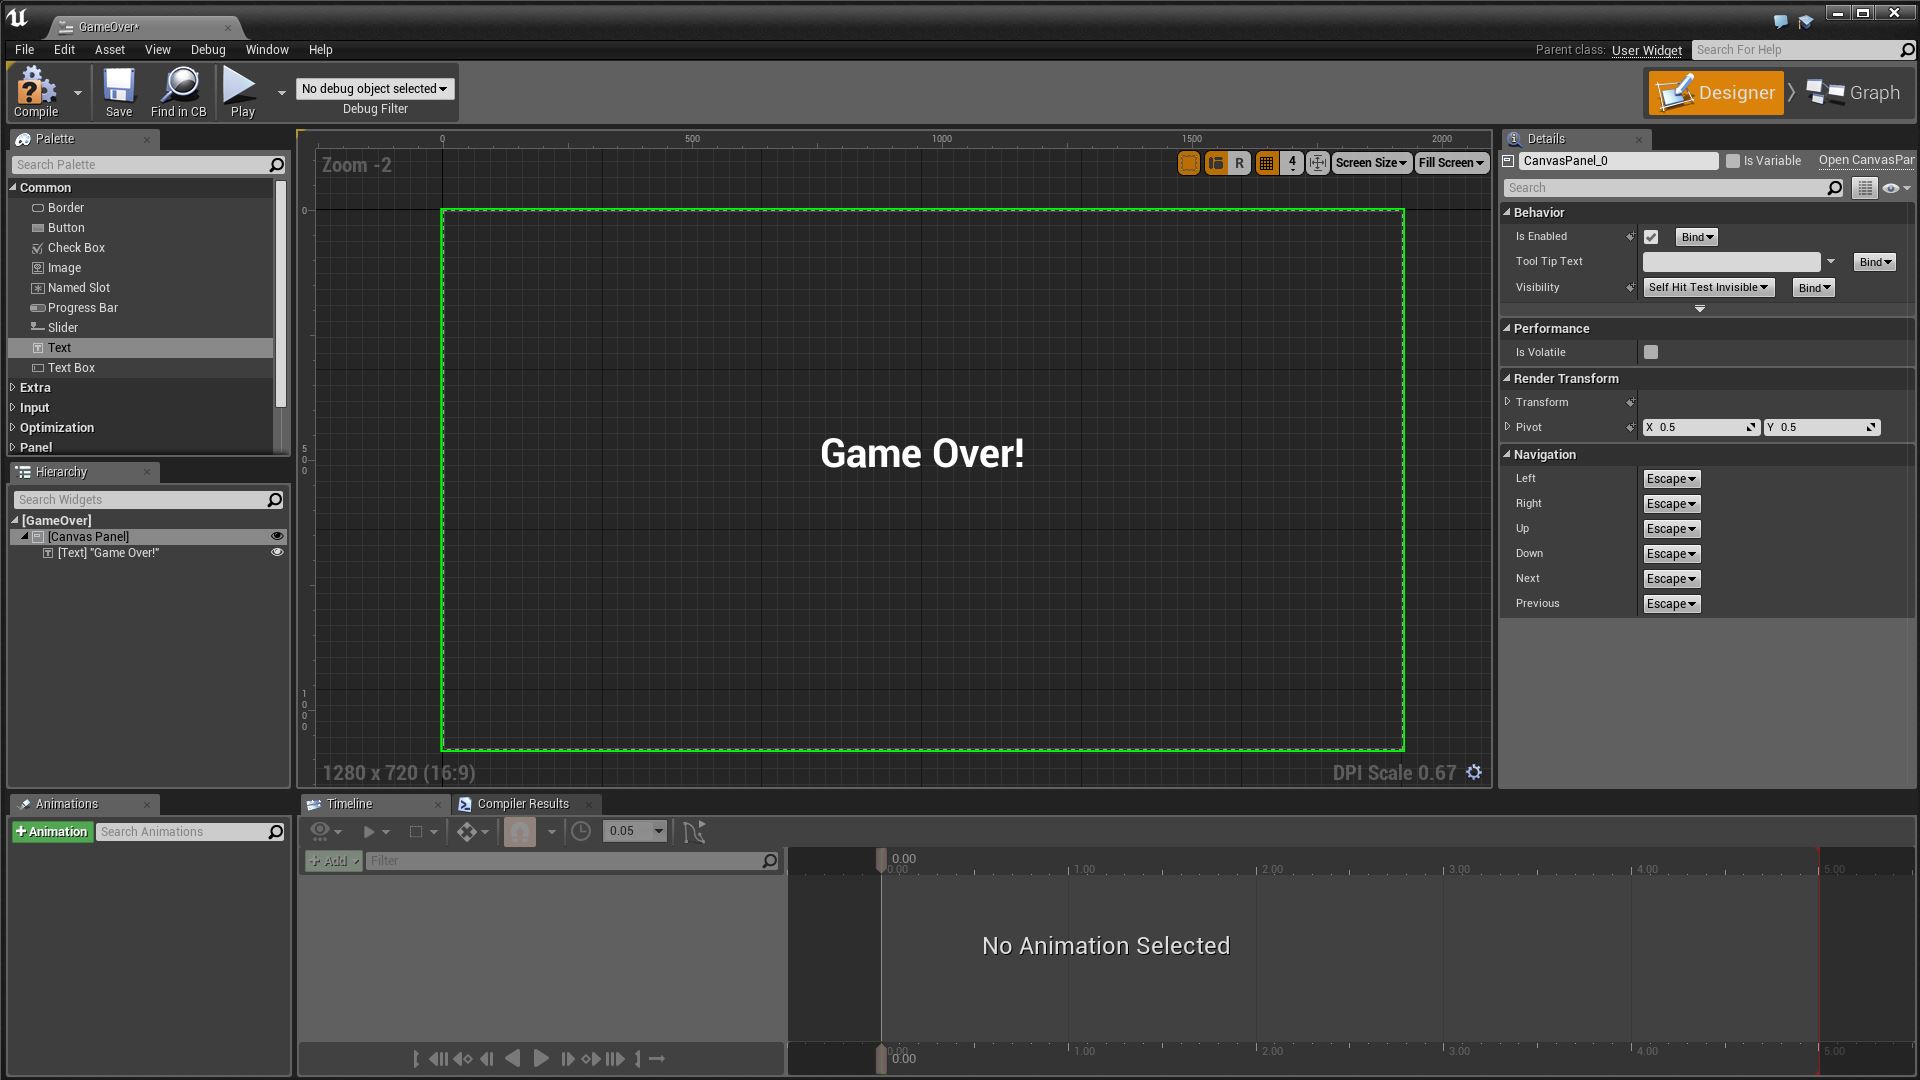 GameOver*
File Edit Asset View Debug Window Help
Parent class: User Widget Search For Help
Compile Save Find in CB Play
No debug object selected
Debug Filter
Designer Graph
Palette
Search Palette
Common
Border
Button
Check Box
Image
Named Slot
Progress Bar
Slider
Text
Text Box
Extra
Input
Optimization
Panel
Hierarchy
Search Widgets
[GameOver]
[Canvas Panel]
[Text] "Game Over!"
0 500 1000 1500 2000
Zoom -2
R 4 Screen Size Fill Screen
0
500
1000
Game Over!
1280 x 720 (16:9)
DPI Scale 0.67
Details
CanvasPanel_0 Is Variable Open CanvasPar
Search
Behavior
Is Enabled Bind
Tool Tip Text Bind
Visibility Self Hit Test Invisible Bind
Performance
Is Volatile
Render Transform
Transform
Pivot X 0.5 Y 0.5
Navigation
Left Escape
Right Escape
Up Escape
Down Escape
Next Escape
Previous Escape
Animations
+Animation Search Animations
Timeline Compiler Results
0.05
+ Add Filter
0.00
0.00 1.00 2.00 3.00 4.00 5.00
No Animation Selected
0.00 1.00 2.00 3.00 4.00 5.00
0.00